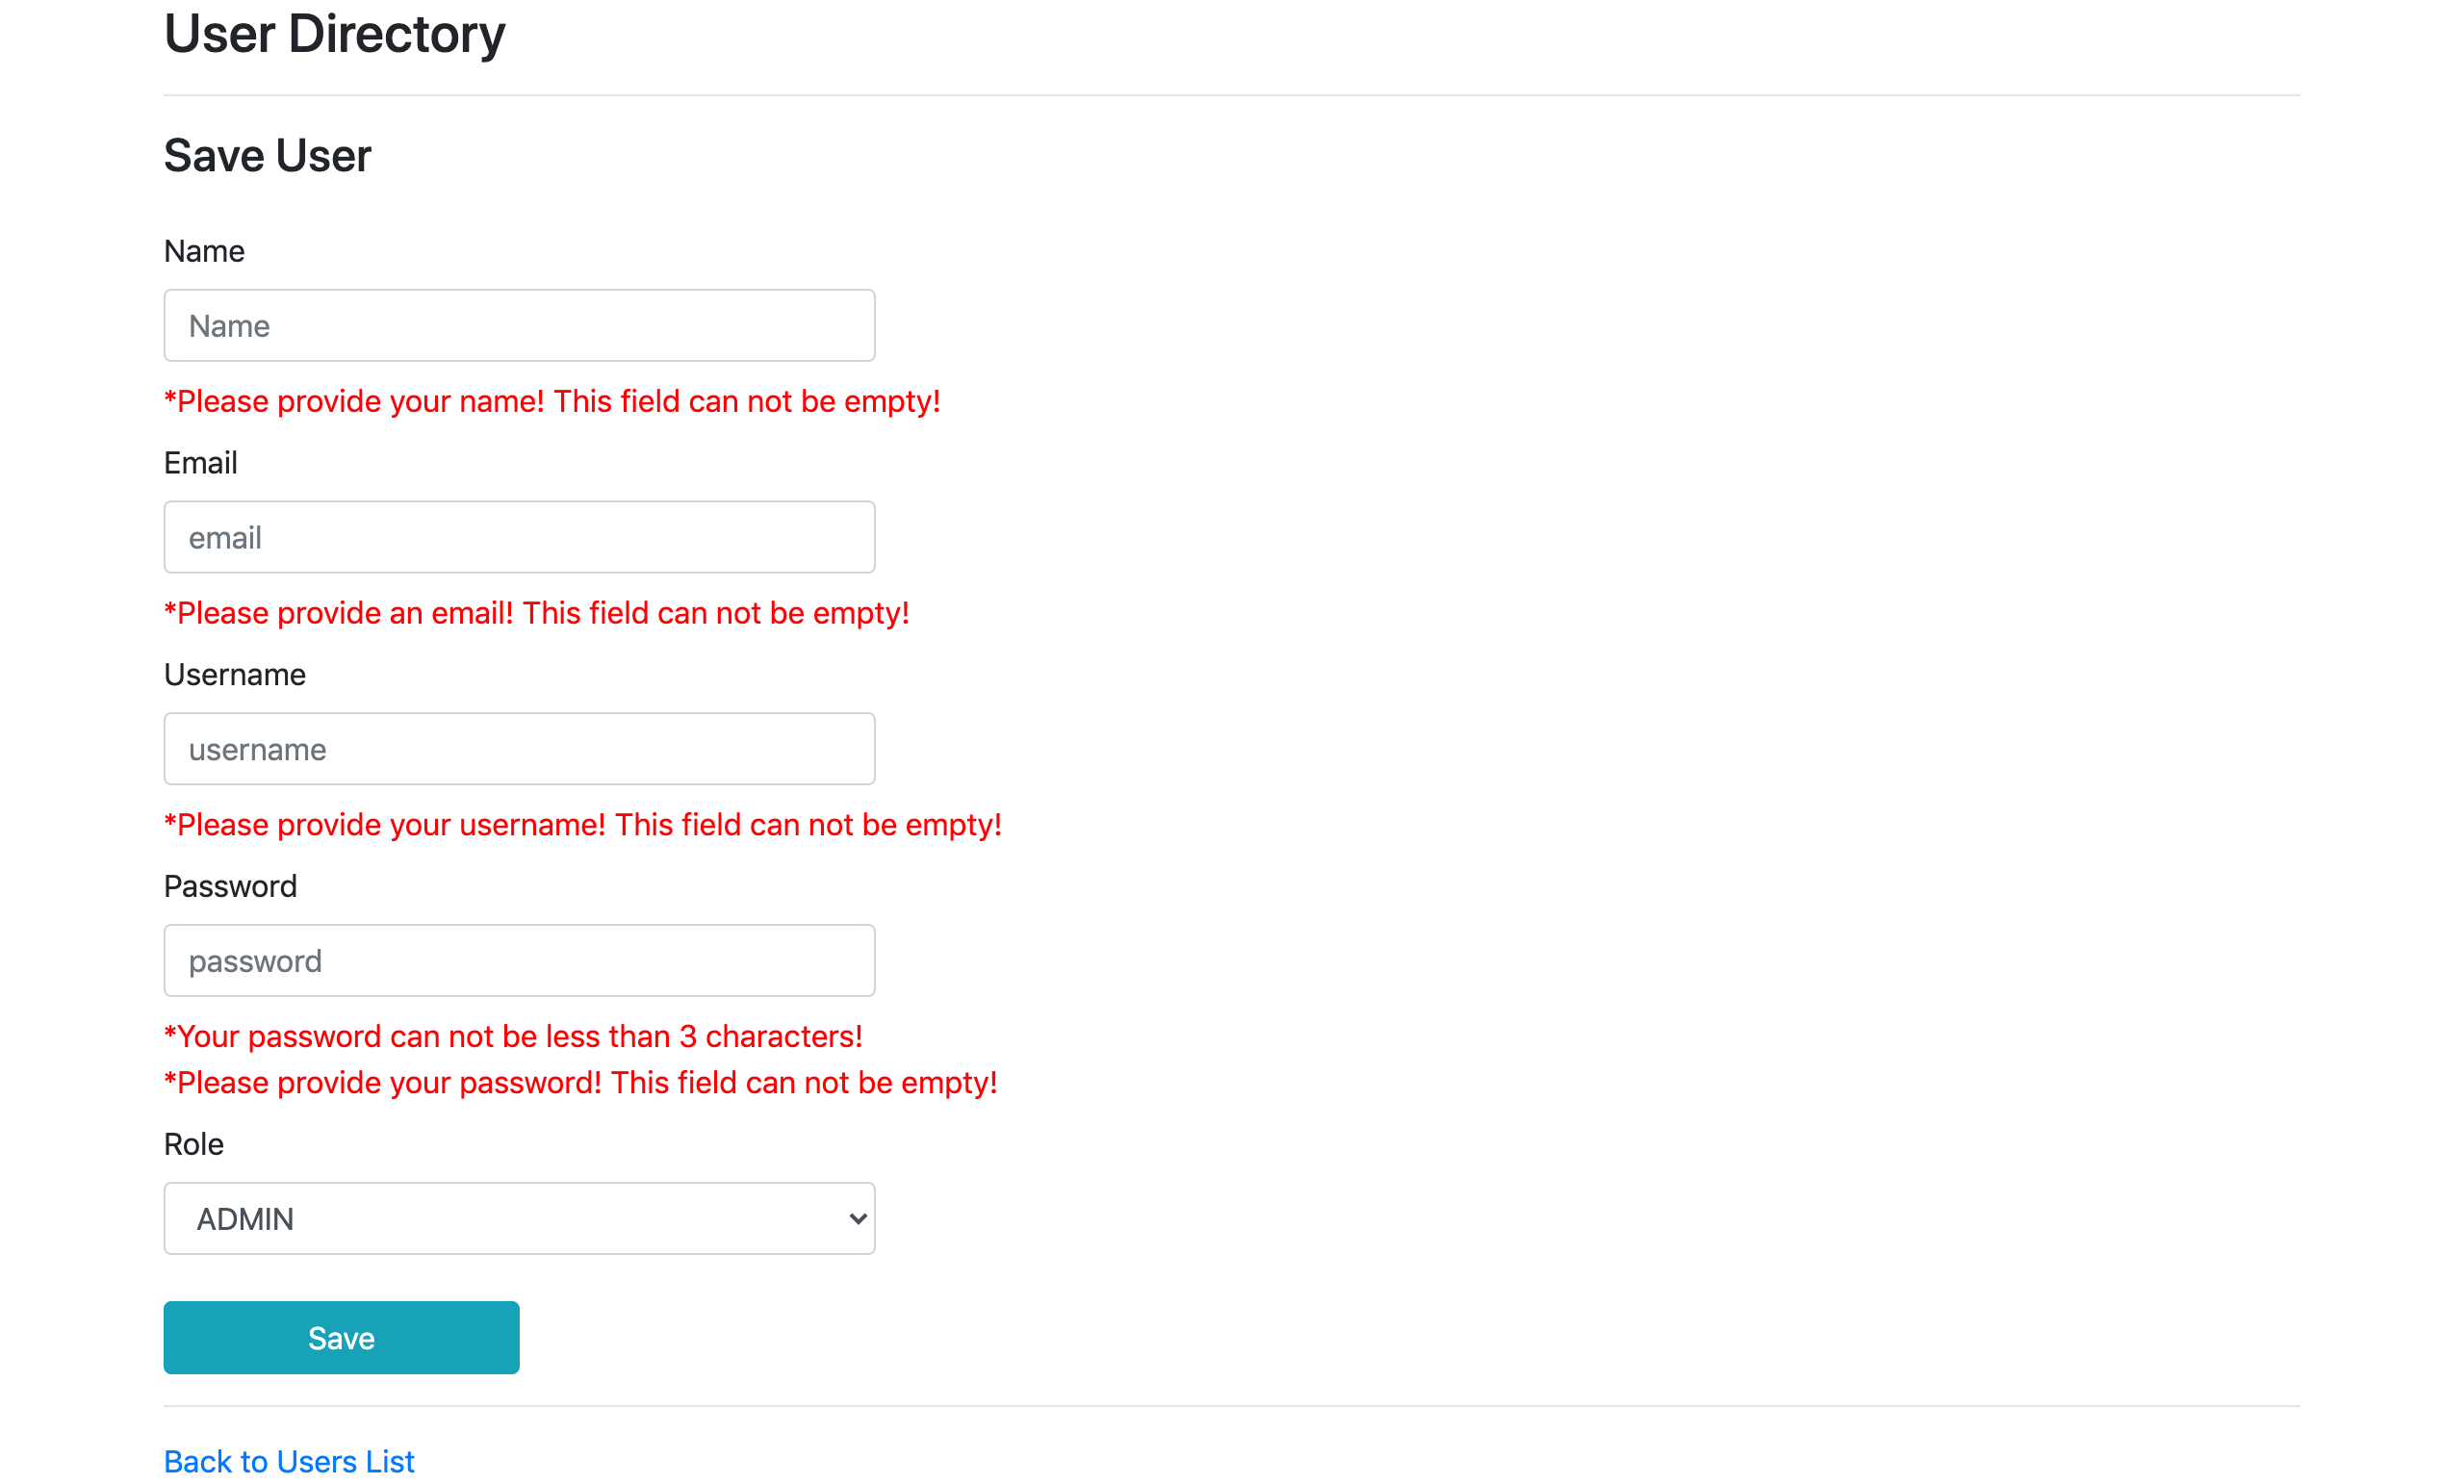 User Directory
Save User
Name
Name
*Please provide your name! This field can not be empty!
Email
email
*Please provide an email! This field can not be empty!
Username
username
*Please provide your username! This field can not be empty!
Password
password
*Your password can not be less than 3 characters!
*Please provide your password! This field can not be empty!
Role
ADMIN
Save
Back to Users List